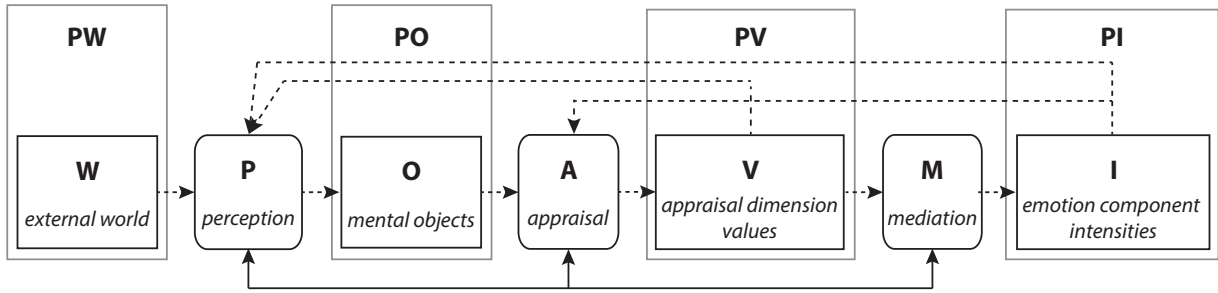 PW
PO
PV
PI
W
P
O
A
V
M
I
external world
perception
mental objects
appraisal
appraisal dimension
values
mediation
emotion component
intensities